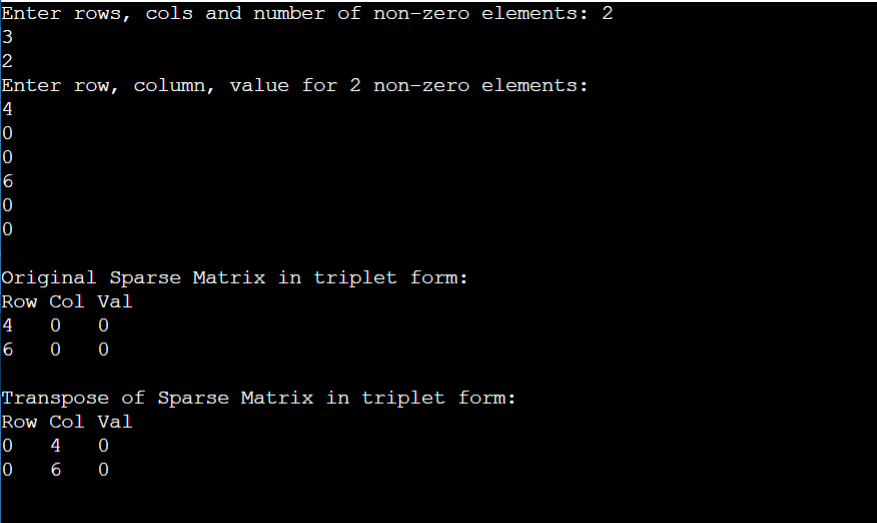 Enter rows, cols and number of non-zero elements: 2
3
2
Enter row, column, value for 2 non-zero elements:
4
0
0
6
0
0
Original Sparse Matrix in triplet form:
Row Col Val
4 0 0
6 0 0
Transpose of Sparse Matrix in triplet form:
Row Col Val
0 4 0
0 6 0